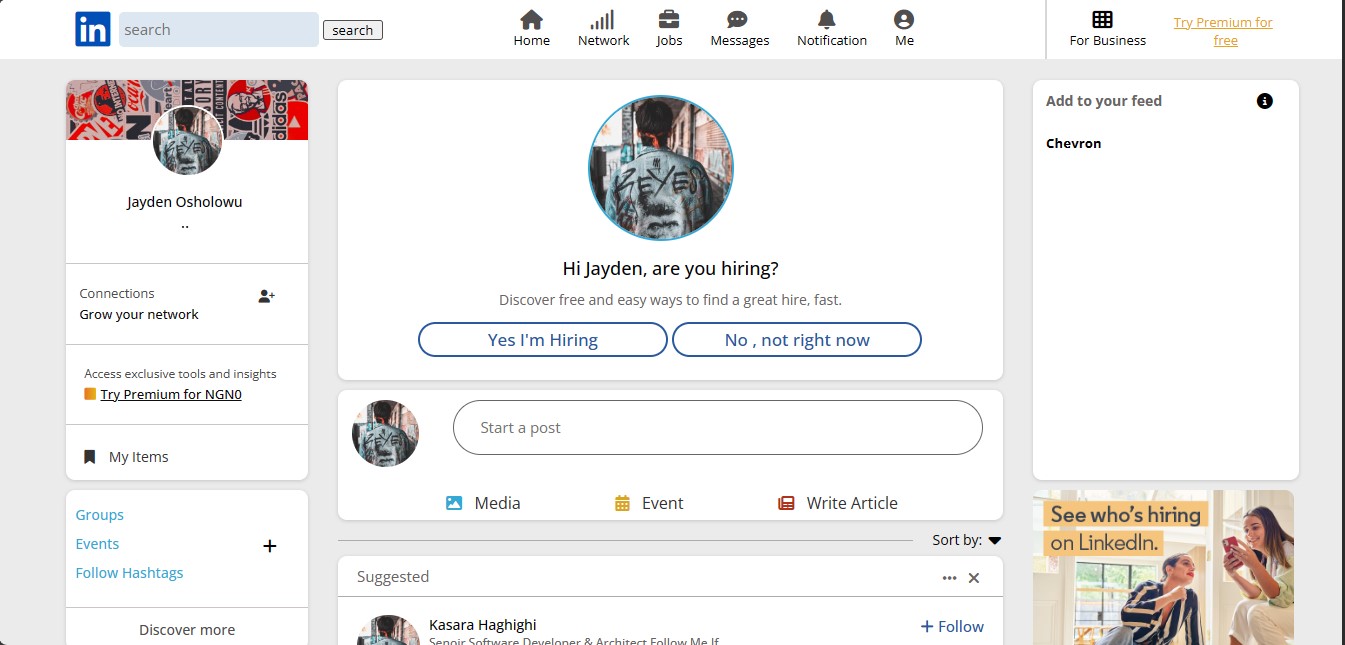 in
search
search
Home
Network
Jobs
Messages
Notification
Me
For Business
Try Premium for
free
Jayden Osholowu
..
Connections
Grow your network
Access exclusive tools and insights
Try Premium for NGN0
My Items
Groups
Events
Follow Hashtags
Discover more
KEYES
Hi Jayden, are you hiring?
Discover free and easy ways to find a great hire, fast.
Yes I'm Hiring
No , not right now
Start a post
Media
Event
Write Article
Sort by:
Suggested
Kasara Haghighi
Senoir Software Developer & Architect Follow Me If
+ Follow
Add to your feed
Chevron
See who's hiring
on LinkedIn.